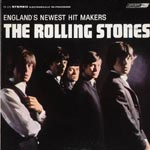 ENGLAND'S NEWEST HIT MAKERS
THE ROLLING STONES